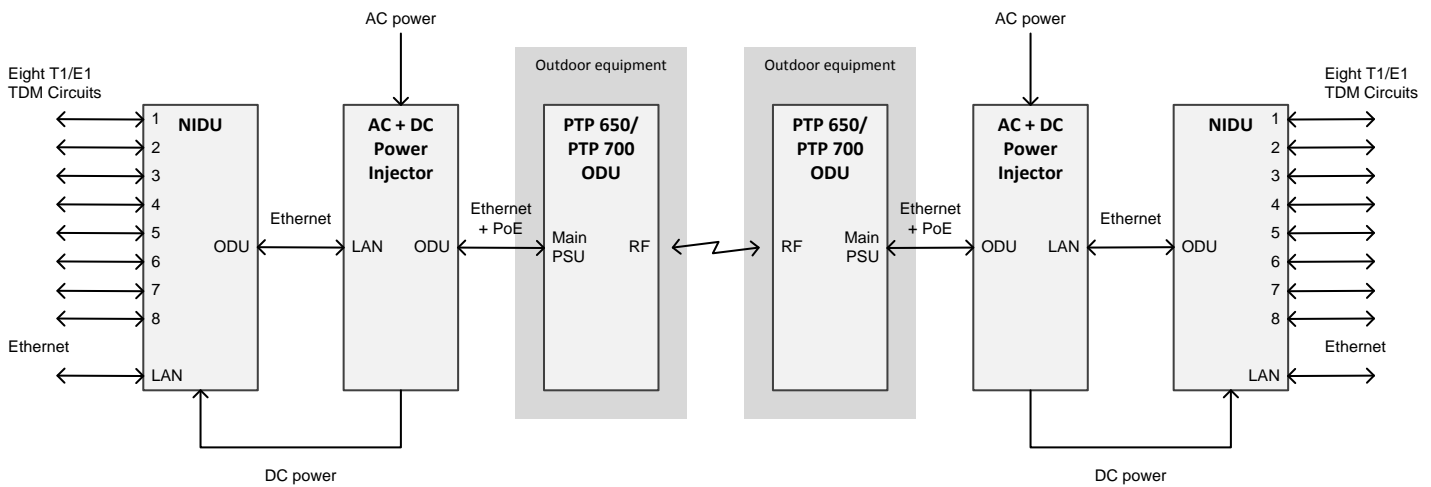 AC power
AC power
Outdoor equipment
Outdoor equipment
Eight T1/E1
TDM Circuits
NIDU
1
2
3
4
5
6
7
8
ODU
Ethernet
LAN
Ethernet
AC + DC
Power
Injector
LAN
ODU
Ethernet
+ PoE
PTP 650/
PTP 700
ODU
Main
PSU
RF
PTP 650/
PTP 700
ODU
RF
Main
PSU
Ethernet
+ PoE
AC + DC
Power
Injector
ODU
LAN
Ethernet
NIDU
ODU
1
2
3
4
5
6
7
8
LAN
Eight T1/E1
TDM Circuits
Ethernet
DC power
DC power